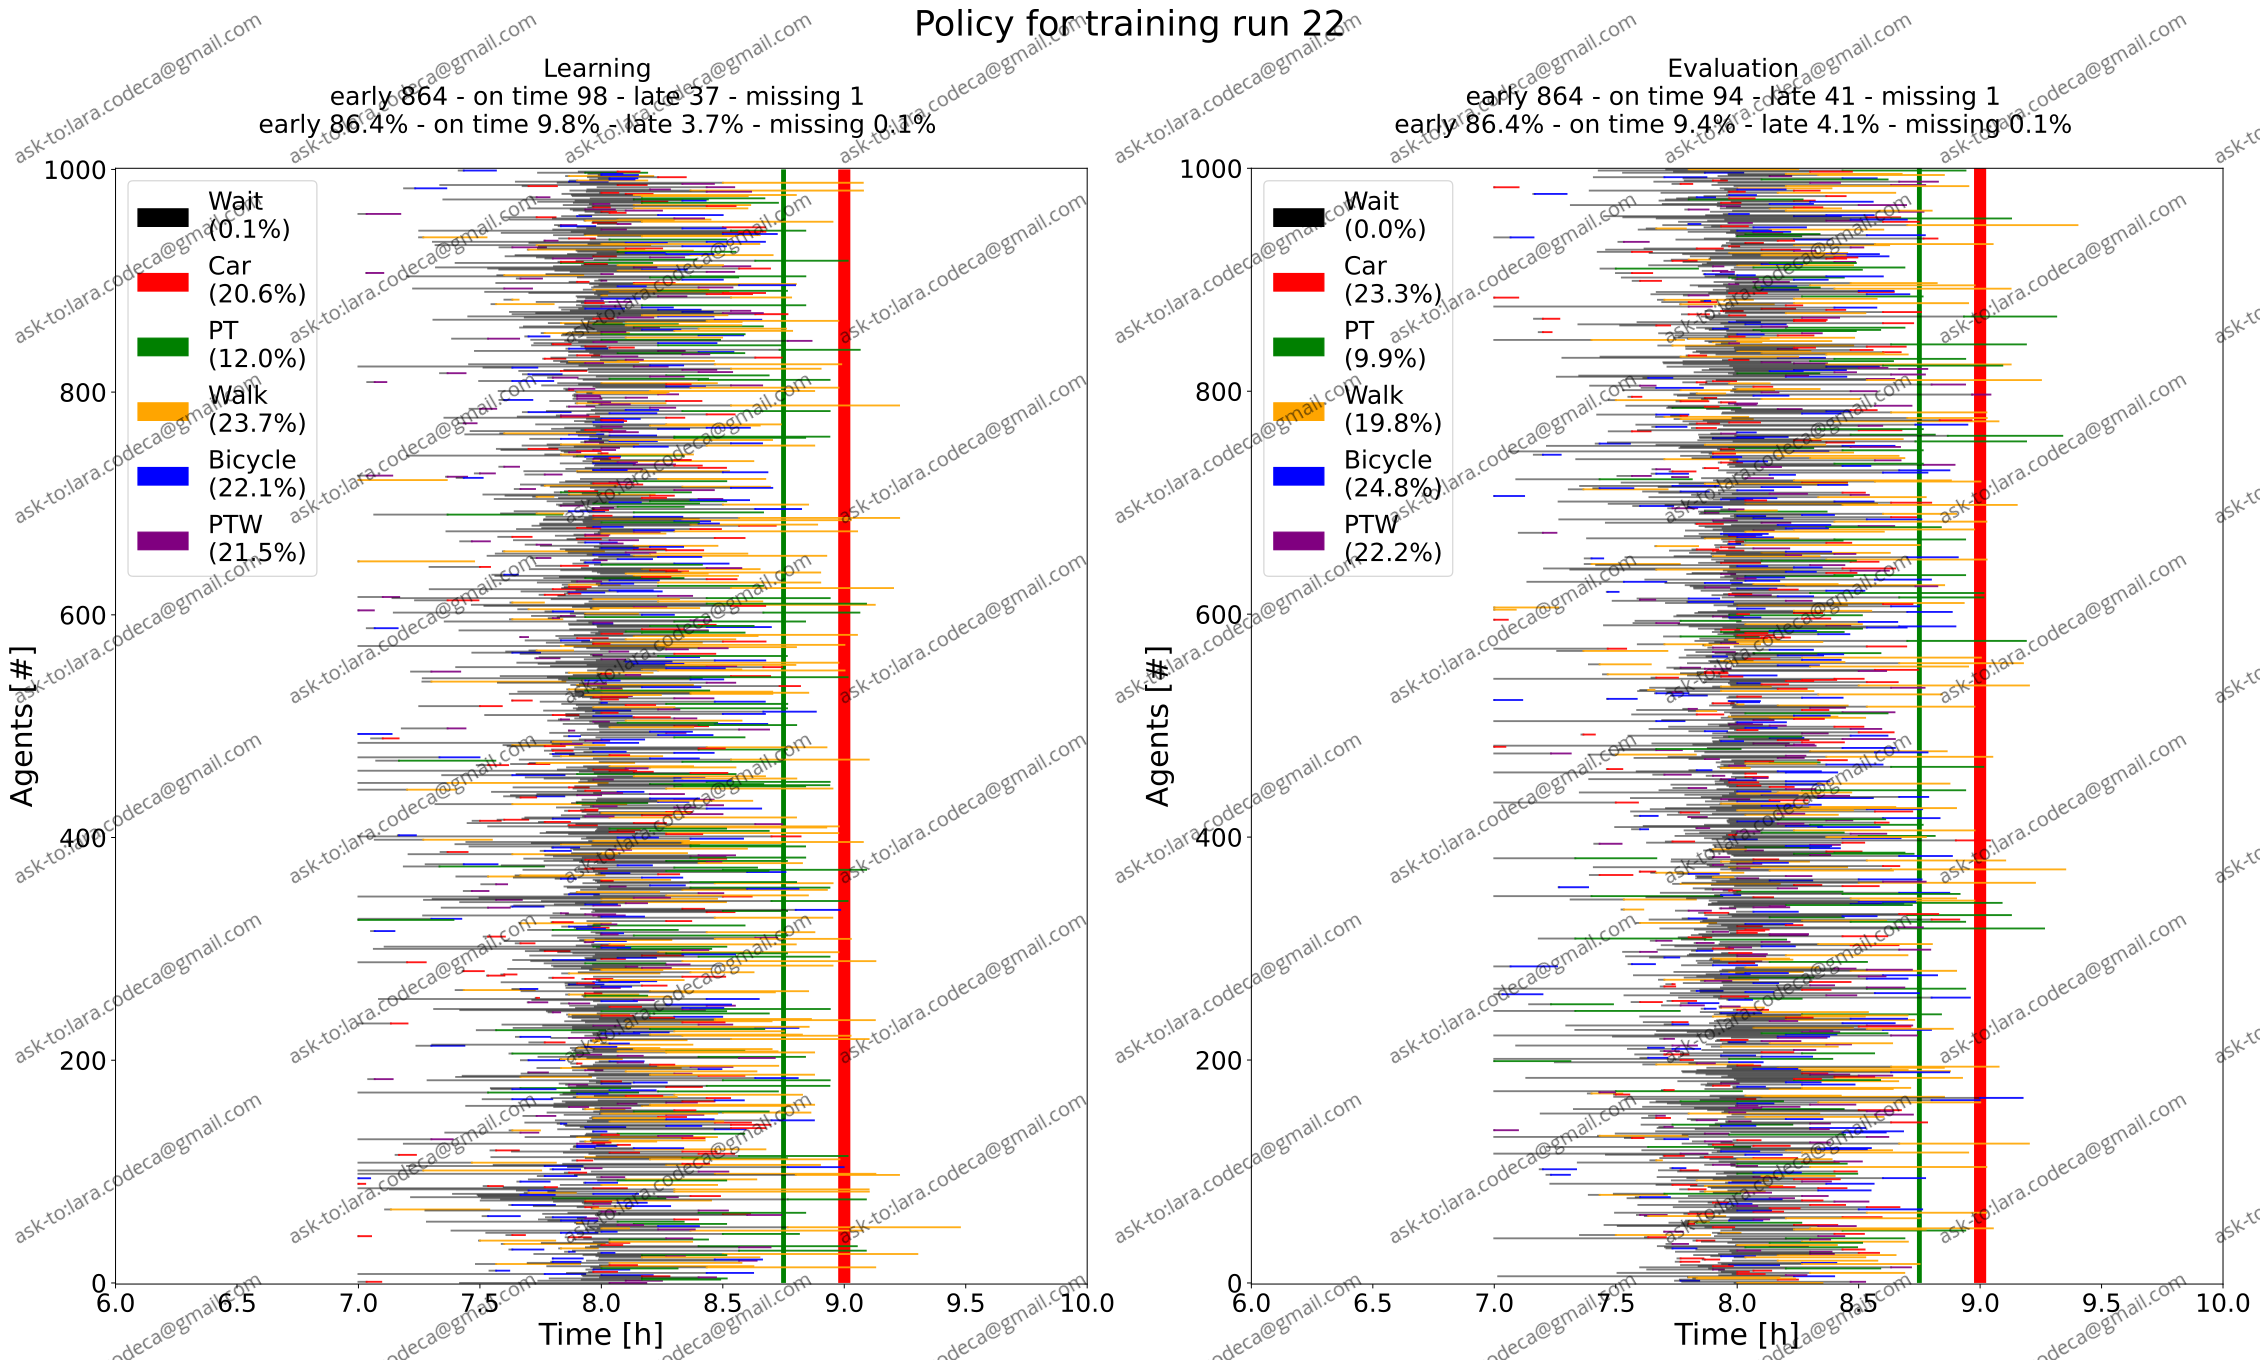 Policy for training run 22
Learning
early 864 - on time 98 - late 37 - missing 1
early 86.4% - on time 9.8% - late 3.7% - missing 0.1%
1000
800
600
400
200
0
Agents [#]
Wait
(0.1%)
Car
(20.6%)
PT
(12.0%)
Walk
(23.7%)
Bicycle
(22.1%)
PTW
(21.5%)
6.0 6.5 7.0 7.5 8.0 8.5 9.0 9.5 10.0
Time [h]
Evaluation
early 864 - on time 94 - late 41 - missing 1
early 86.4% - on time 9.4% - late 4.1% - missing 0.1%
1000
800
600
400
200
0
Agents [#]
Wait
(0.0%)
Car
(23.3%)
PT
(9.9%)
Walk
(19.8%)
Bicycle
(24.8%)
PTW
(22.2%)
6.0 6.5 7.0 7.5 8.0 8.5 9.0 9.5 10.0
Time [h]
ask-to:lara.codeca@gmail.com